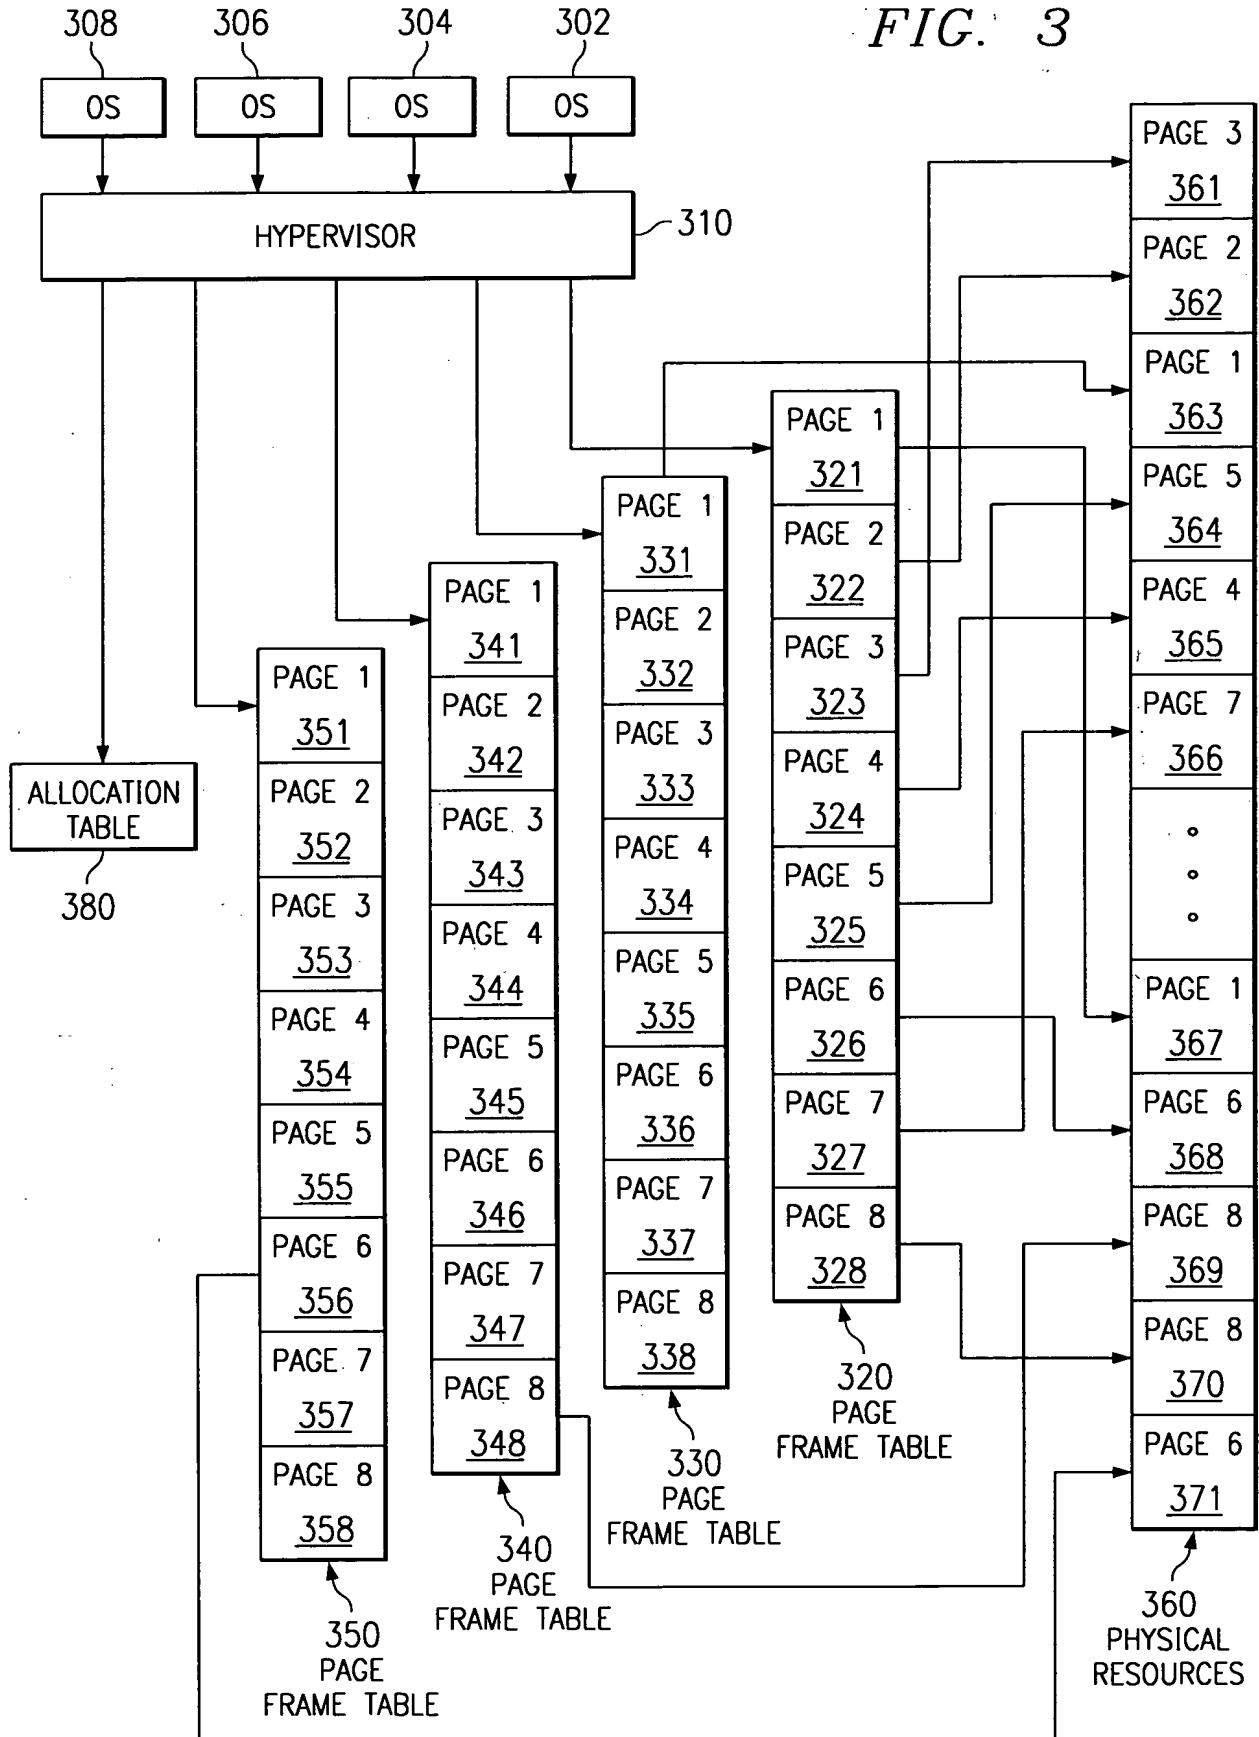 FIG. 3
308
306
304
302
OS
OS
OS
OS
HYPERVISOR
310
ALLOCATION
TABLE
380
PAGE 1
351
PAGE 2
352
PAGE 3
353
PAGE 4
354
PAGE 5
355
PAGE 6
356
PAGE 7
357
PAGE 8
358
350
PAGE
FRAME TABLE
PAGE 1
341
PAGE 2
342
PAGE 3
343
PAGE 4
344
PAGE 5
345
PAGE 6
346
PAGE 7
347
PAGE 8
348
340
PAGE
FRAME TABLE
PAGE 1
331
PAGE 2
332
PAGE 3
333
PAGE 4
334
PAGE 5
335
PAGE 6
336
PAGE 7
337
PAGE 8
338
330
PAGE
FRAME TABLE
PAGE 1
321
PAGE 2
322
PAGE 3
323
PAGE 4
324
PAGE 5
325
PAGE 6
326
PAGE 7
327
PAGE 8
328
320
PAGE
FRAME TABLE
PAGE 3
361
PAGE 2
362
PAGE 1
363
PAGE 5
364
PAGE 4
365
PAGE 7
366
PAGE 1
367
PAGE 6
368
PAGE 8
369
PAGE 8
370
PAGE 6
371
360
PHYSICAL
RESOURCES